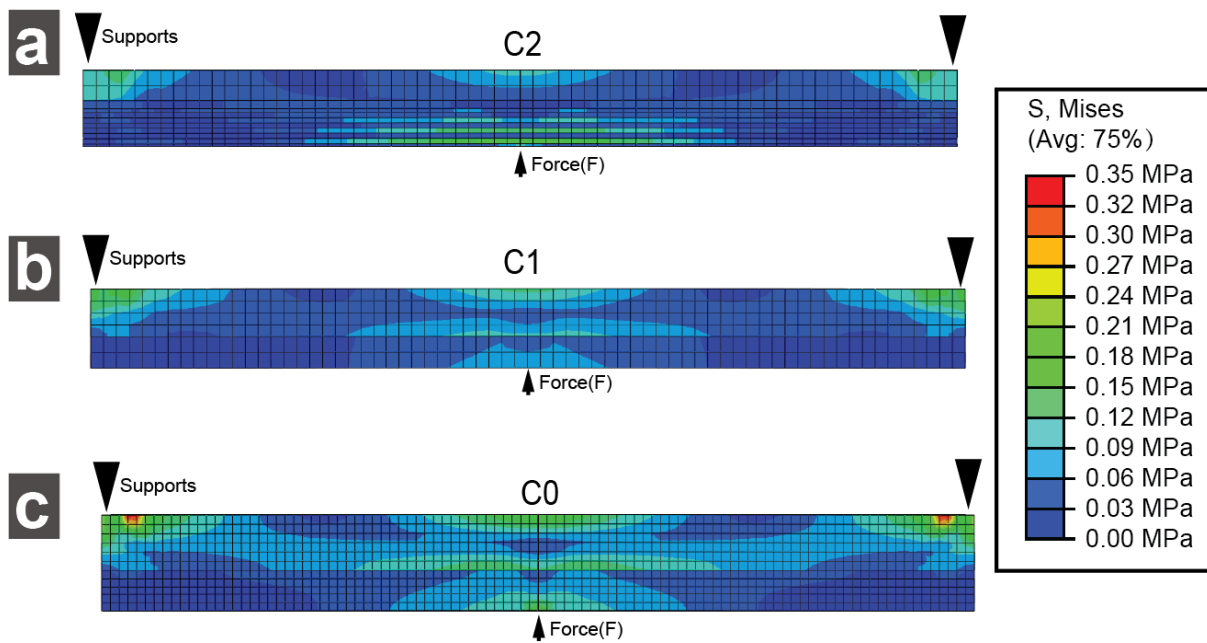 a
Supports
C2
Force(F)
b
Supports
C1
Force(F)
c
Supports
C0
Force(F)
S, Mises
(Avg: 75%)
0.35 MPa
0.32 MPa
0.30 MPa
0.27 MPa
0.24 MPa
0.21 MPa
0.18 MPa
0.15 MPa
0.12 MPa
0.09 MPa
0.06 MPa
0.03 MPa
0.00 MPa